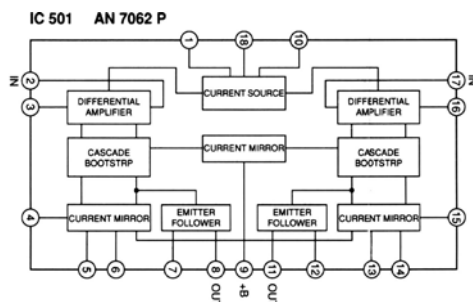 IC 501 AN 7062 P
1 18 10
IN 2
17 IN
3
16
CURRENT SOURCE
DIFFERENTIAL
AMPLIFIER
DIFFERENTIAL
AMPLIFIER
CASCADE
BOOTSTRP
CURRENT MIRROR
CASCADE
BOOTSTRP
4
CURRENT MIRROR
EMITTER
FOLLOWER
EMITTER
FOLLOWER
CURRENT MIRROR
15
5 6 7 8 9 11 12 13 14
OU +B OU